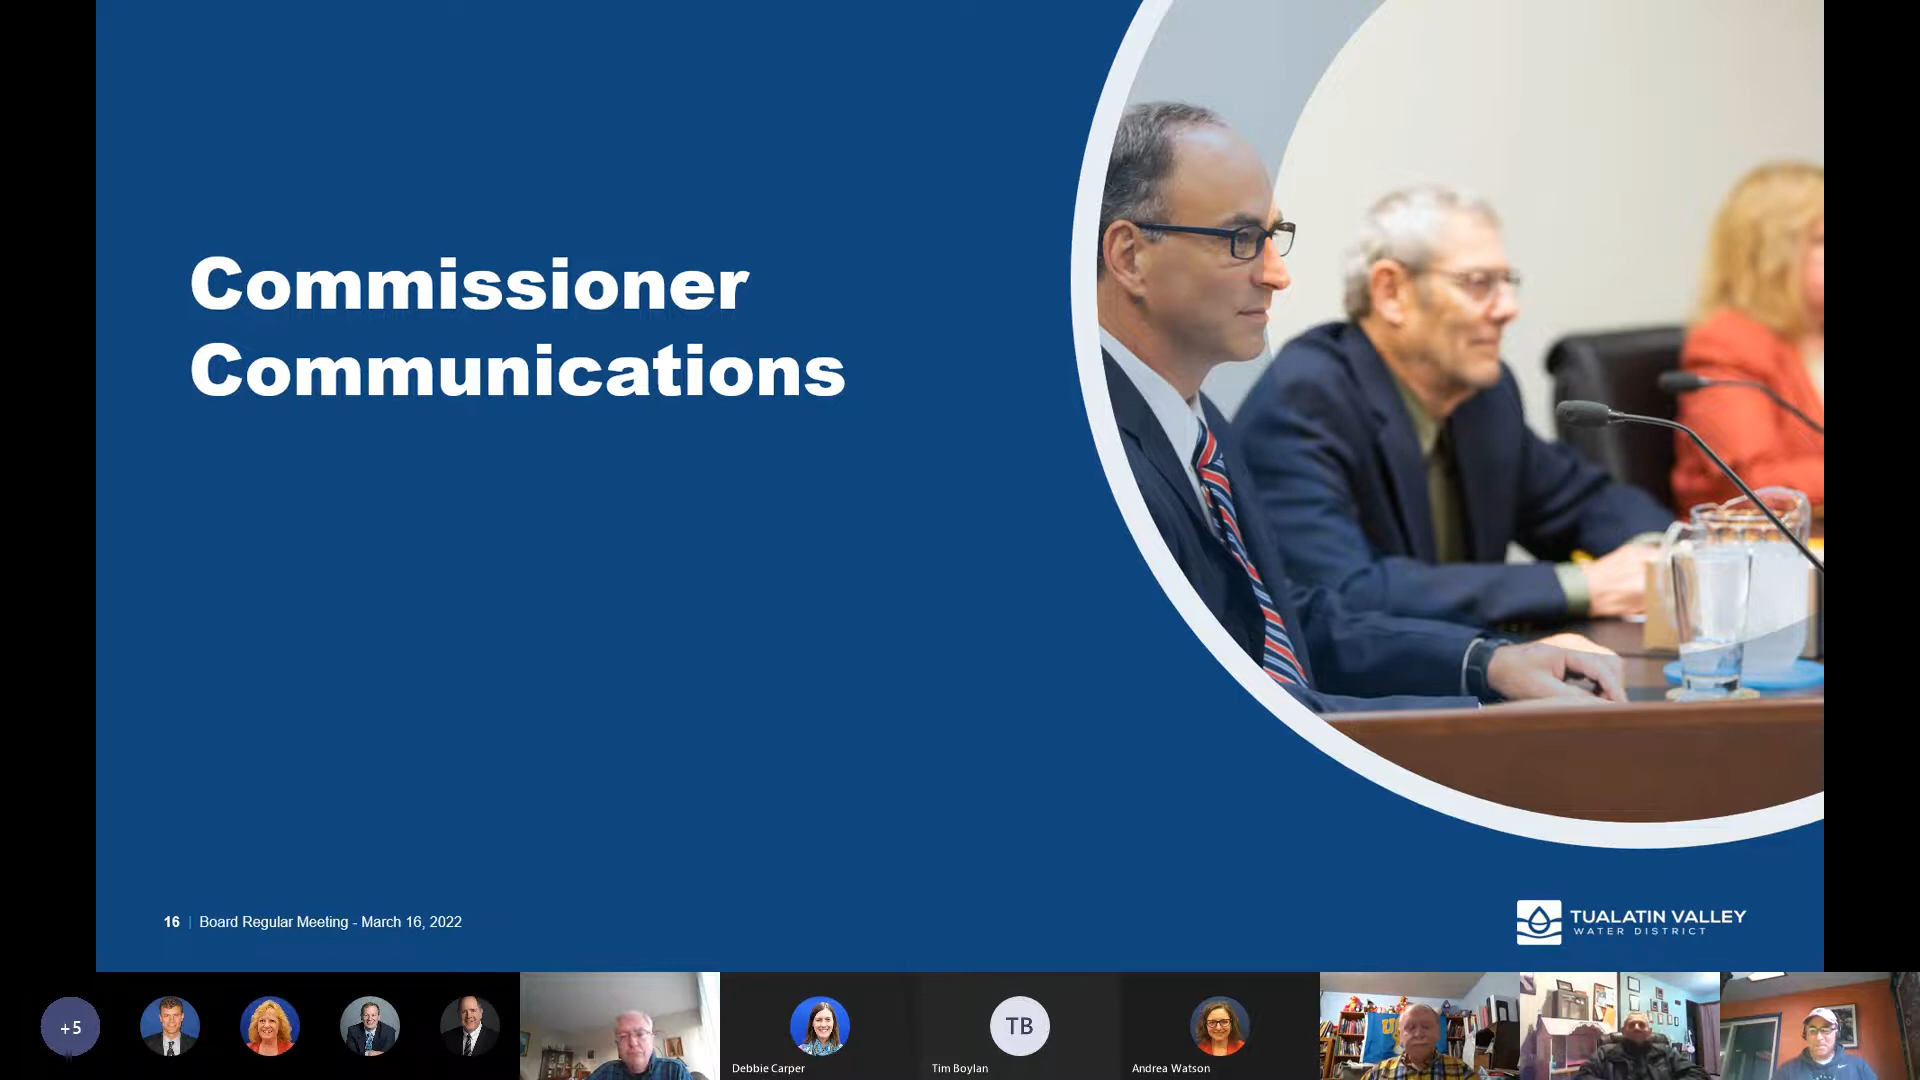 Commissioner
Communications
16 | Board Regular Meeting - March 16, 2022
TUALATIN VALLEY
WATER DISTRICT
+5
Debbie Carper
TB
Tim Boylan
Andrea Watson